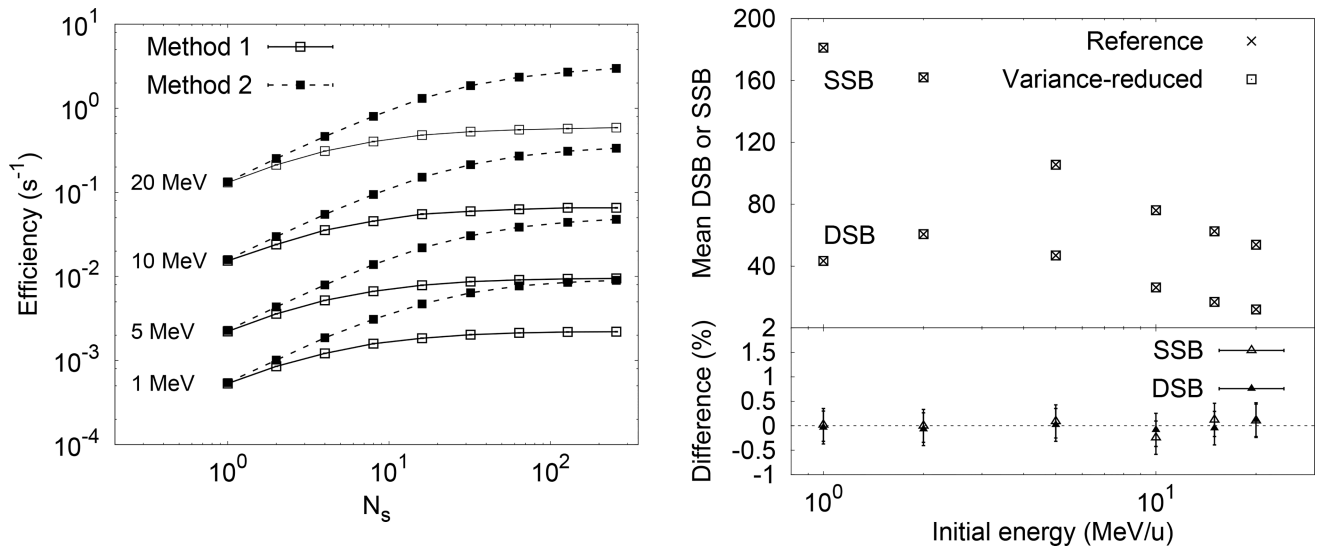 10^1
10^0
10^-1
10^-2
10^-3
10^-4
Efficiency (s^-1)
Method 1
Method 2
20 MeV
10 MeV
5 MeV
1 MeV
10^0
10^1
10^2
N_s
200
160
120
80
40
Mean DSB or SSB
Reference
Variance-reduced
SSB
DSB
2
1.5
1
0.5
0
-0.5
-1
Difference (%)
SSB
DSB
10^0
10^1
Initial energy (MeV/u)